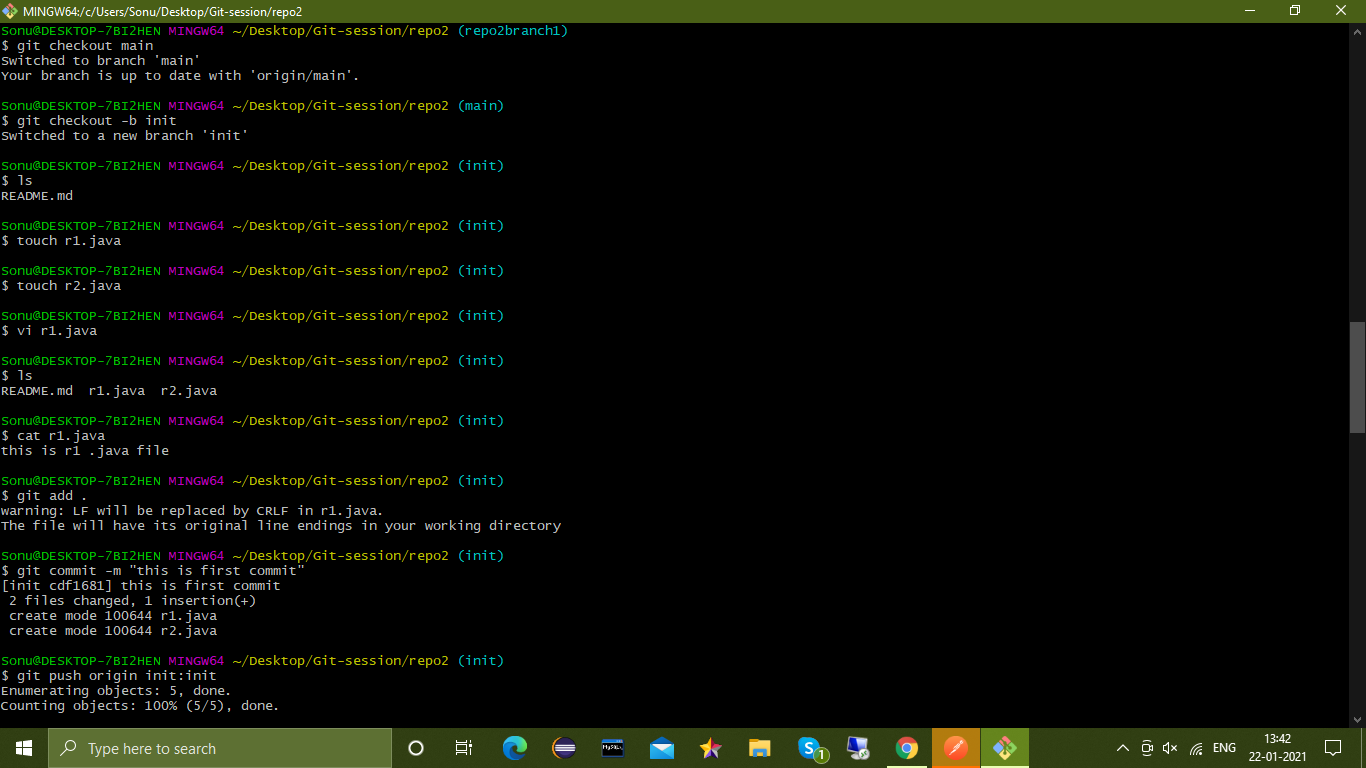 MINGW64:/c/Users/Sonu/Desktop/Git-session/repo2
Sonu@DESKTOP-7BI2HEN MINGW64 ~/Desktop/Git-session/repo2 (repo2branch1)
$ git checkout main
Switched to branch 'main'
Your branch is up to date with 'origin/main'.
Sonu@DESKTOP-7BI2HEN MINGW64 ~/Desktop/Git-session/repo2 (main)
$ git checkout -b init
Switched to a new branch 'init'
Sonu@DESKTOP-7BI2HEN MINGW64 ~/Desktop/Git-session/repo2 (init)
$ ls
README.md
Sonu@DESKTOP-7BI2HEN MINGW64 ~/Desktop/Git-session/repo2 (init)
$ touch r1.java
Sonu@DESKTOP-7BI2HEN MINGW64 ~/Desktop/Git-session/repo2 (init)
$ touch r2.java
Sonu@DESKTOP-7BI2HEN MINGW64 ~/Desktop/Git-session/repo2 (init)
$ vi r1.java
Sonu@DESKTOP-7BI2HEN MINGW64 ~/Desktop/Git-session/repo2 (init)
$ ls
README.md  r1.java  r2.java
Sonu@DESKTOP-7BI2HEN MINGW64 ~/Desktop/Git-session/repo2 (init)
$ cat r1.java
this is r1 .java file
Sonu@DESKTOP-7BI2HEN MINGW64 ~/Desktop/Git-session/repo2 (init)
$ git add .
warning: LF will be replaced by CRLF in r1.java.
The file will have its original line endings in your working directory
Sonu@DESKTOP-7BI2HEN MINGW64 ~/Desktop/Git-session/repo2 (init)
$ git commit -m "this is first commit"
[init cdf1681] this is first commit
 2 files changed, 1 insertion(+)
 create mode 100644 r1.java
 create mode 100644 r2.java
Sonu@DESKTOP-7BI2HEN MINGW64 ~/Desktop/Git-session/repo2 (init)
$ git push origin init:init
Enumerating objects: 5, done.
Counting objects: 100% (5/5), done.
Type here to search
MySQL
S 1
ENG
13:42
22-01-2021